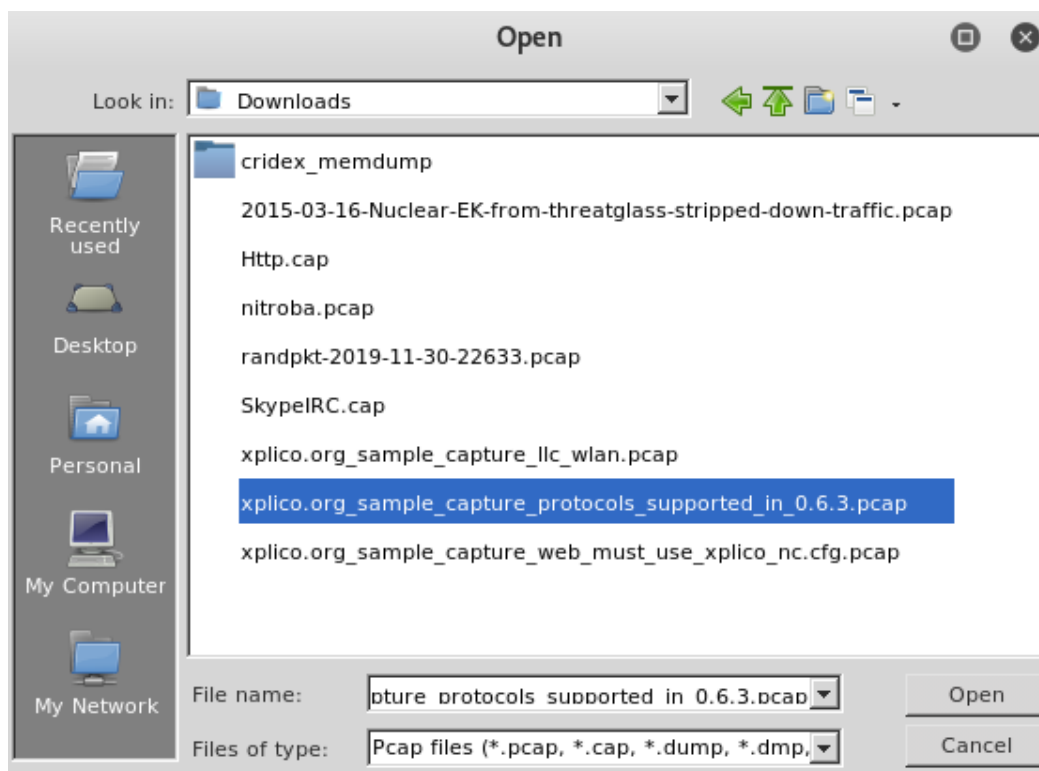 Open
Look in:
Downloads
Recently
used
Desktop
Personal
My Computer
My Network
cridex_memdump
2015-03-16-Nuclear-EK-from-threatglass-stripped-down-traffic.pcap
Http.cap
nitroba.pcap
randpkt-2019-11-30-22633.pcap
SkypeIRC.cap
xplico.org_sample_capture_llc_wlan.pcap
xplico.org_sample_capture_protocols_supported_in_0.6.3.pcap
xplico.org_sample_capture_web_must_use_xplico_nc.cfg.pcap
File name:
pture_protocols_supported_in_0.6.3.pcap
Open
Files of type:
Pcap files (*.pcap, *.cap, *.dump, *.dmp,
Cancel